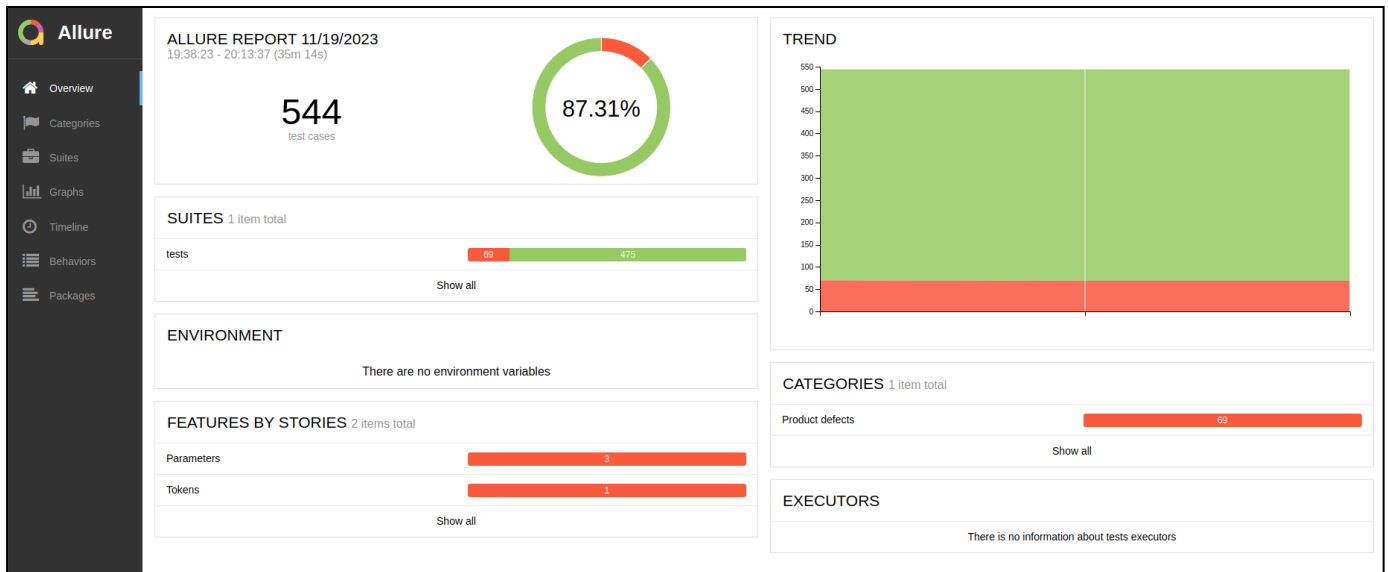 Allure
Overview
Categories
Suites
Graphs
Timeline
Behaviors
Packages
ALLURE REPORT 11/19/2023
19:38:23 - 20:13:37 (35m 14s)
544
test cases
87.31%
SUITES 1 item total
tests 69 475
Show all
ENVIRONMENT
There are no environment variables
FEATURES BY STORIES 2 items total
Parameters 3
Tokens 1
Show all
TREND
550
500
450
400
350
300
250
200
150
100
50
0
CATEGORIES 1 item total
Product defects 69
Show all
EXECUTORS
There is no information about tests executors